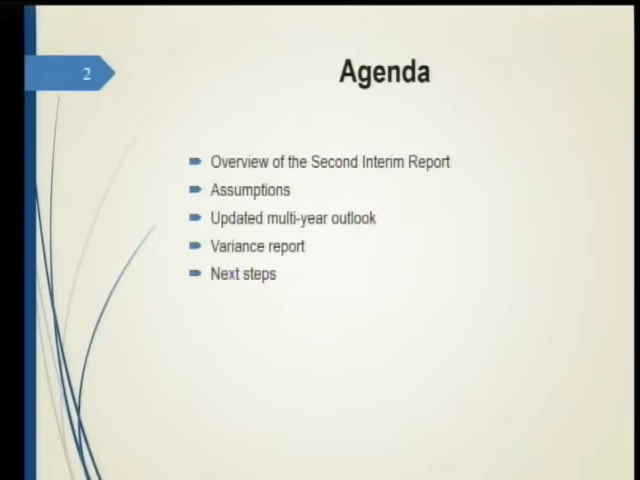 2
Agenda
Overview of the Second Interim Report
Assumptions
Updated multi-year outlook
Variance report
Next steps